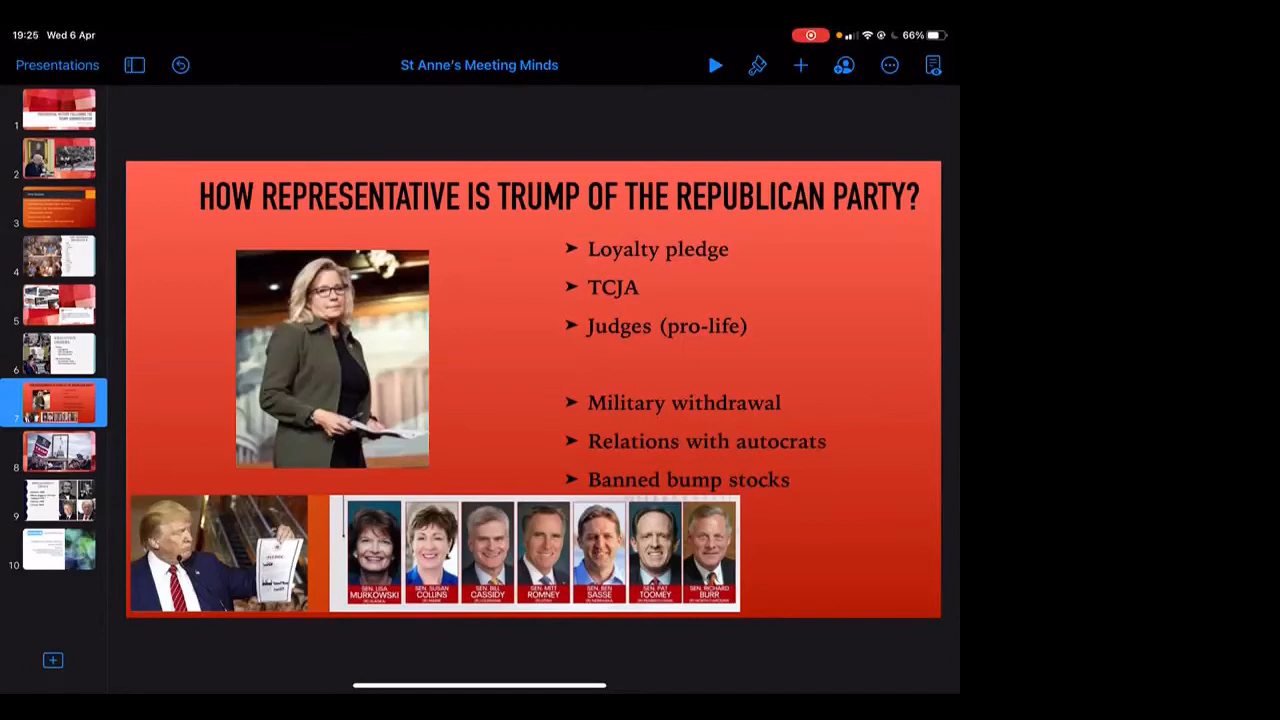 19:25 Wed 6 Apr
66%
Presentations
St Anne's Meeting Minds
1
2
3
4
5
6
7
8
9
10
HOW REPRESENTATIVE IS TRUMP OF THE REPUBLICAN PARTY?
➤ Loyalty pledge
➤ TCJA
➤ Judges (pro-life)
➤ Military withdrawal
➤ Relations with autocrats
➤ Banned bump stocks
PLEDGE
SEN. LISA
MURKOWSKI
SEN. SUSAN
COLLINS
SEN. BILL
CASSIDY
SEN. MITT
ROMNEY
SEN. BEN
SASSE
SEN. PAT
TOOMEY
SEN. RICHARD
BURR